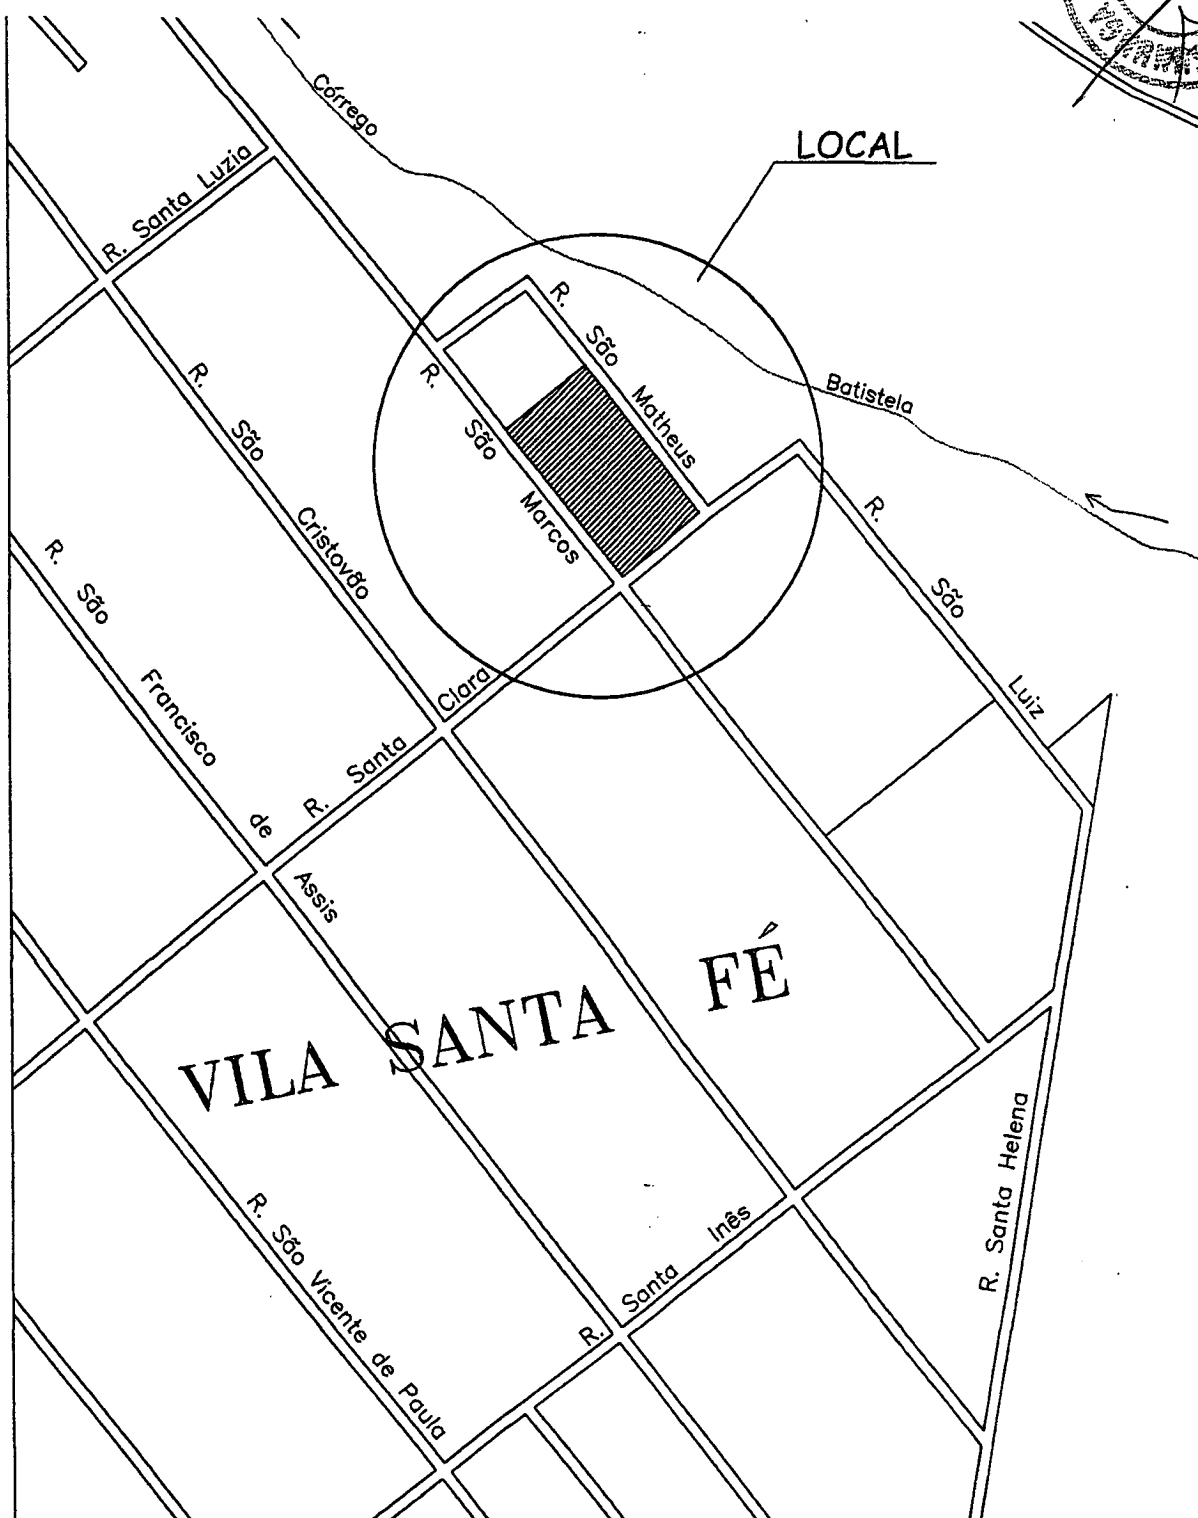 Córrego
LOCAL
R. Santa Luzia
R. São Matheus
Batistela
R. São Marcos
R. São Cristovão
R. São Luiz
R. São Francisco de Assis
R. Santa Clara
VILA SANTA FÉ
R. Santa Helena
R. Santa Inês
R. São Vicente de Paula